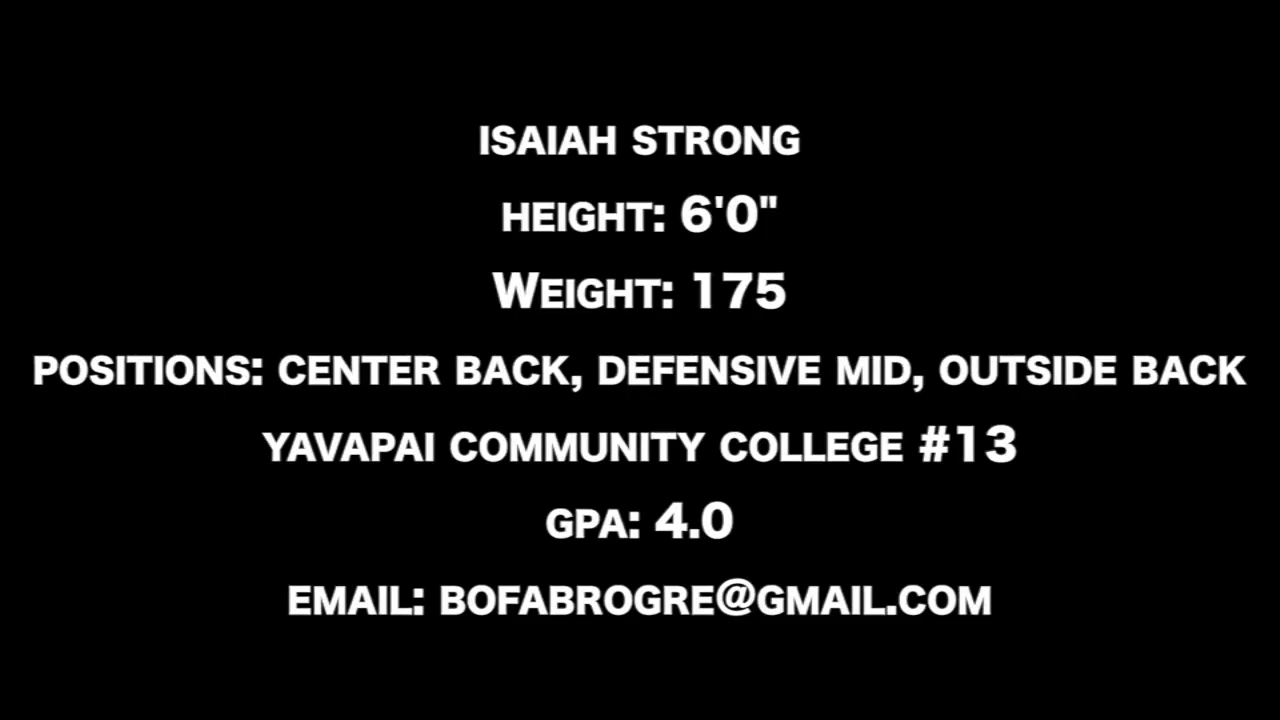 ISAIAH STRONG
HEIGHT: 6'0"
WEIGHT: 175
POSITIONS: CENTER BACK, DEFENSIVE MID, OUTSIDE BACK
YAVAPAI COMMUNITY COLLEGE #13
GPA: 4.0
EMAIL: BOFABROGRE@GMAIL.COM